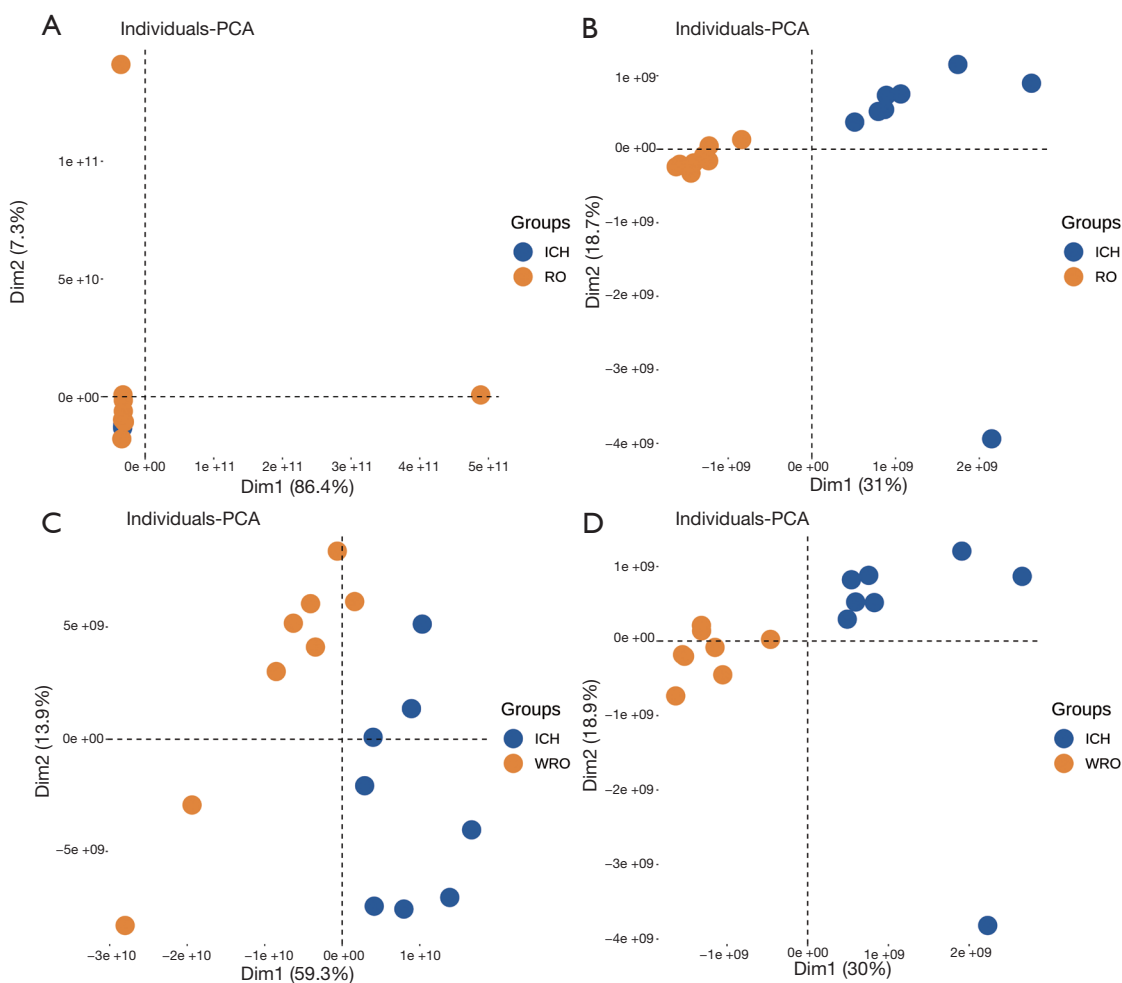 A
Individuals-PCA
1e +11
5e +10
0e +00
Dim2 (7.3%)
0e +00 1e +11 2e +11 3e +11 4e +11 5e +11
Dim1 (86.4%)
Groups
ICH
RO
B
Individuals-PCA
1e +09
0e +00
−1e +09
−2e +09
−3e +09
−4e +09
Dim2 (18.7%)
−1e +09 0e +00 1e +09 2e +09
Dim1 (31%)
Groups
ICH
RO
C
Individuals-PCA
5e +09
0e +00
−5e +09
Dim2 (13.9%)
−3e +10 −2e +10 −1e +10 0e +00 1e +10
Dim1 (59.3%)
Groups
ICH
WRO
D
Individuals-PCA
1e +09
0e +00
−1e +09
−2e +09
−3e +09
−4e +09
Dim2 (18.9%)
−1e +09 0e +00 1e +09 2e +09
Dim1 (30%)
Groups
ICH
WRO